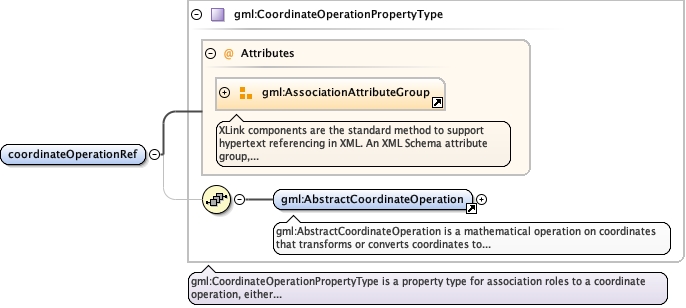 gml:CoordinateOperationPropertyType
@ Attributes
gml:AssociationAttributeGroup
XLink components are the standard method to support
hypertext referencing in XML. An XML Schema attribute
group,...
coordinateOperationRef
gml:AbstractCoordinateOperation
gml:AbstractCoordinateOperation is a mathematical operation on coordinates
that transforms or converts coordinates to...
gml:CoordinateOperationPropertyType is a property type for association roles to a coordinate
operation, either...